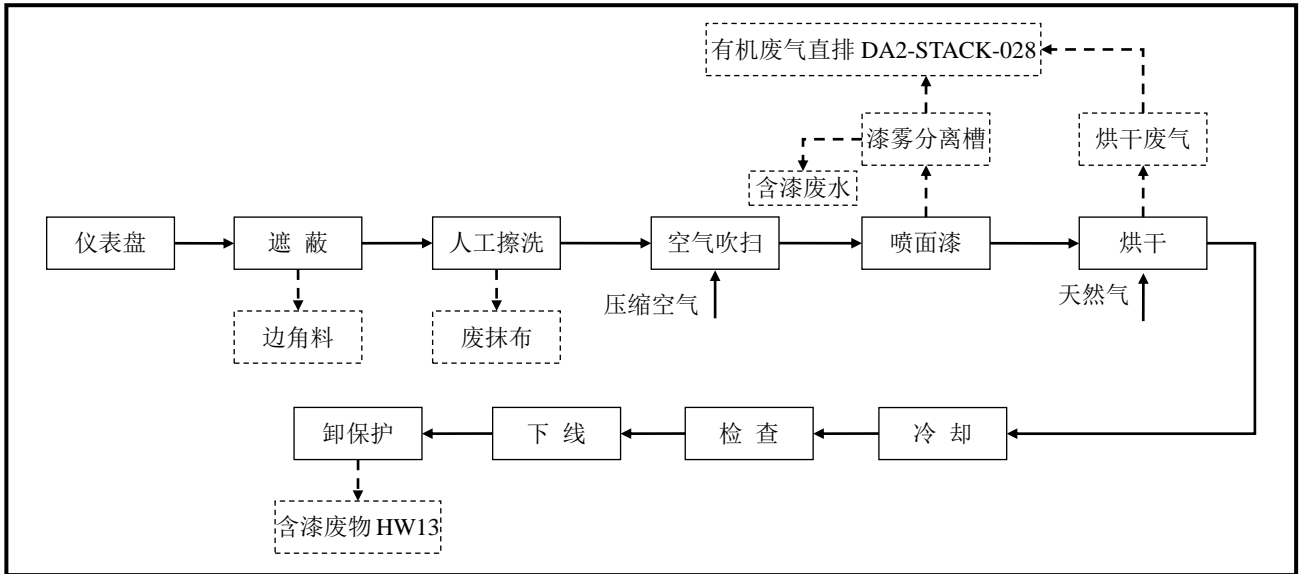 有机废气直排 DA2-STACK-028
漆雾分离槽
烘干废气
含漆废水
仪表盘
遮 蔽
人工擦洗
空气吹扫
喷面漆
烘干
压缩空气
天然气
边角料
废抹布
卸保护
下 线
检 查
冷 却
含漆废物 HW13